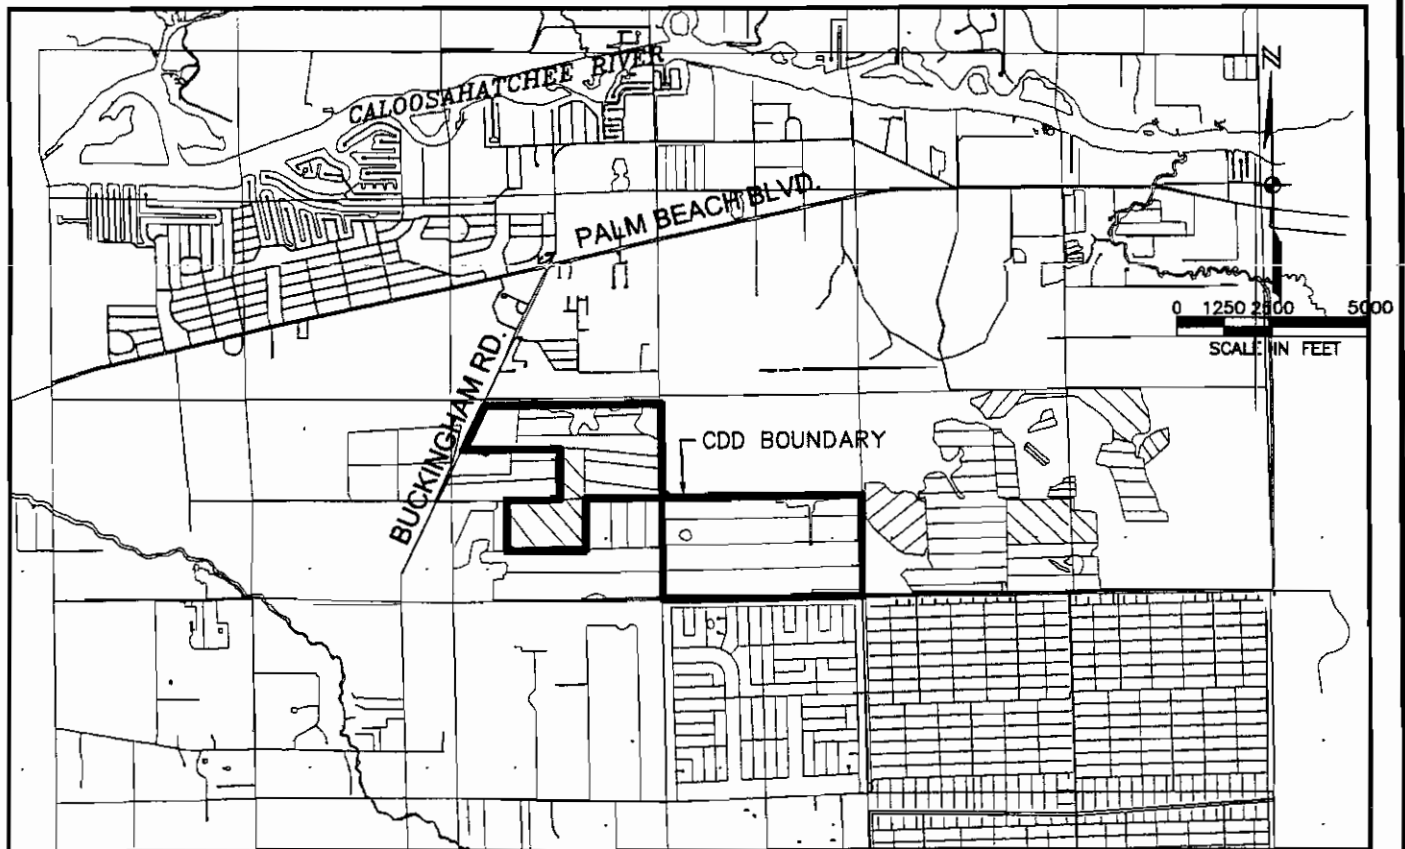 N
CALOOSAHATCHEE RIVER
PALM BEACH BLVD.
0 1250 2500 5000
SCALE IN FEET
BUCKINGHAM RD.
CDD BOUNDARY